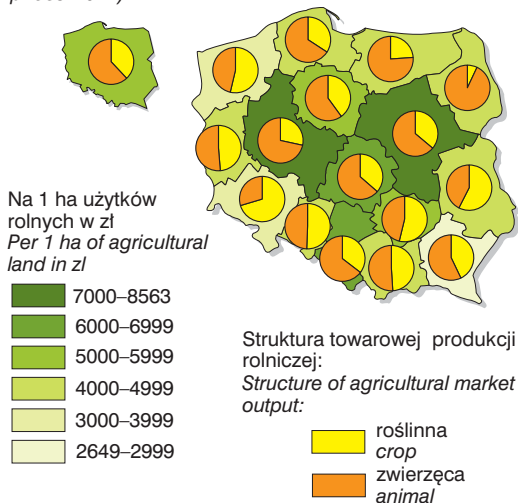 Na 1 ha użytków
rolnych w zł
Per 1 ha of agricultural
land in zl
7000–8563
6000–6999
5000–5999
4000–4999
3000–3999
2649–2999
Struktura towarowej produkcji
rolniczej:
Structure of agricultural market
output:
roślinna
crop
zwierzęca
animal